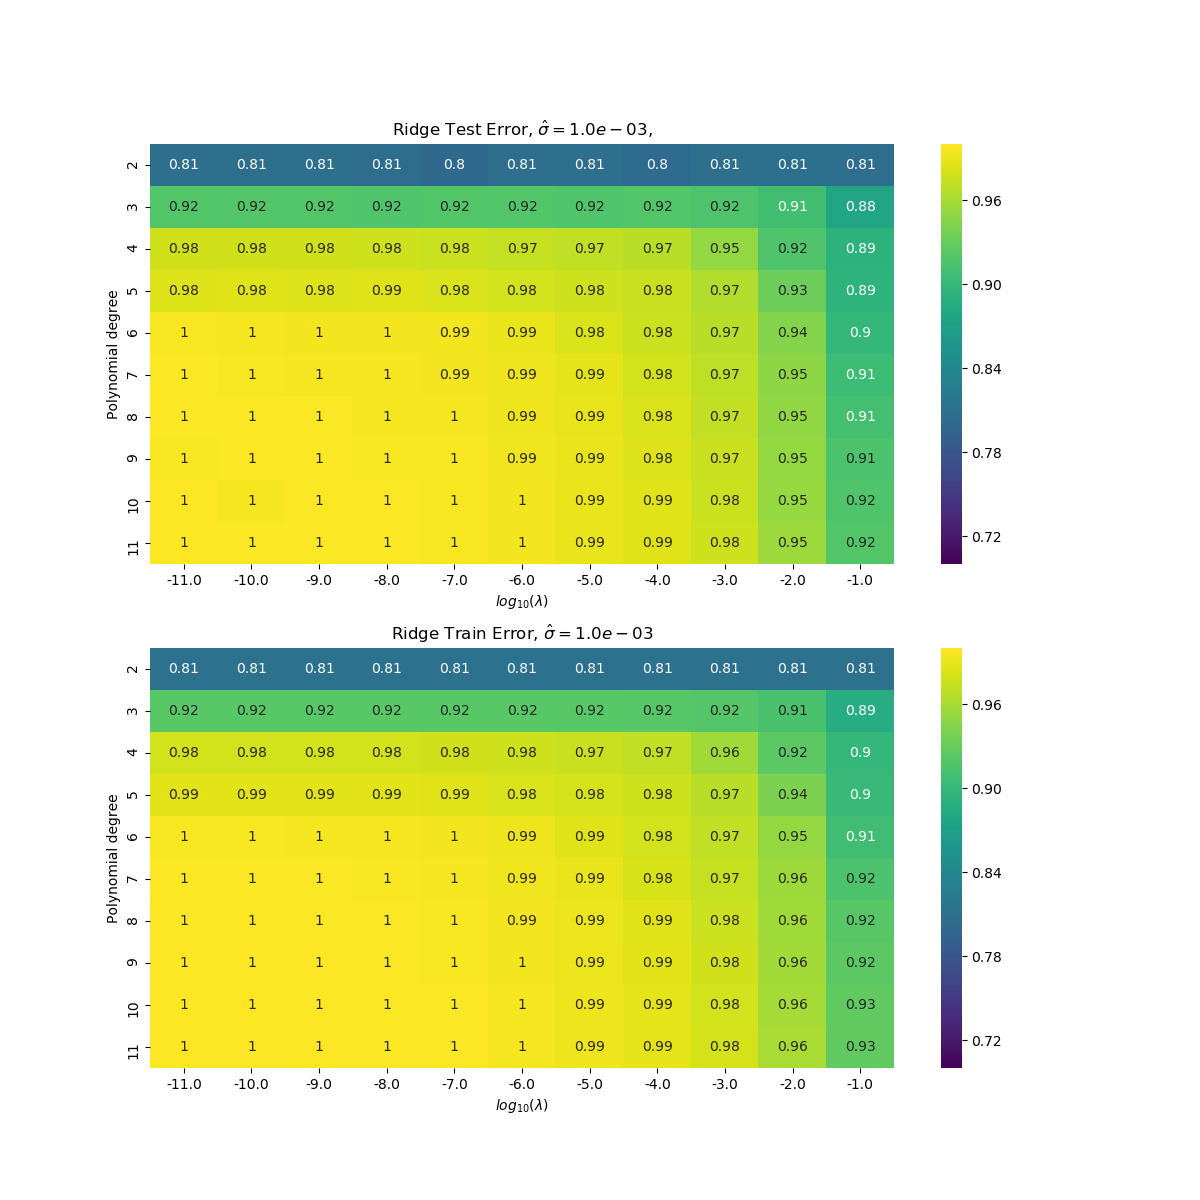 Ridge Test Error, σ̂ = 1.0e − 03,
2 0.81 0.81 0.81 0.81 0.8 0.81 0.81 0.8 0.81 0.81 0.81
3 0.92 0.92 0.92 0.92 0.92 0.92 0.92 0.92 0.92 0.91 0.88
4 0.98 0.98 0.98 0.98 0.98 0.97 0.97 0.97 0.95 0.92 0.89
5 0.98 0.98 0.98 0.99 0.98 0.98 0.98 0.98 0.97 0.93 0.89
6 1 1 1 1 0.99 0.99 0.98 0.98 0.97 0.94 0.9
7 1 1 1 1 0.99 0.99 0.99 0.98 0.97 0.95 0.91
8 1 1 1 1 1 0.99 0.99 0.98 0.97 0.95 0.91
9 1 1 1 1 1 0.99 0.99 0.98 0.97 0.95 0.91
10 1 1 1 1 1 1 0.99 0.99 0.98 0.95 0.92
11 1 1 1 1 1 1 0.99 0.99 0.98 0.95 0.92
Polynomial degree
-11.0 -10.0 -9.0 -8.0 -7.0 -6.0 -5.0 -4.0 -3.0 -2.0 -1.0
log₁₀(λ)
0.96
0.90
0.84
0.78
0.72
Ridge Train Error, σ̂ = 1.0e − 03
2 0.81 0.81 0.81 0.81 0.81 0.81 0.81 0.81 0.81 0.81 0.81
3 0.92 0.92 0.92 0.92 0.92 0.92 0.92 0.92 0.92 0.91 0.89
4 0.98 0.98 0.98 0.98 0.98 0.98 0.97 0.97 0.96 0.92 0.9
5 0.99 0.99 0.99 0.99 0.99 0.98 0.98 0.98 0.97 0.94 0.9
6 1 1 1 1 1 0.99 0.99 0.98 0.97 0.95 0.91
7 1 1 1 1 1 0.99 0.99 0.98 0.97 0.96 0.92
8 1 1 1 1 1 0.99 0.99 0.99 0.98 0.96 0.92
9 1 1 1 1 1 1 0.99 0.99 0.98 0.96 0.92
10 1 1 1 1 1 1 0.99 0.99 0.98 0.96 0.93
11 1 1 1 1 1 1 0.99 0.99 0.98 0.96 0.93
Polynomial degree
-11.0 -10.0 -9.0 -8.0 -7.0 -6.0 -5.0 -4.0 -3.0 -2.0 -1.0
log₁₀(λ)
0.96
0.90
0.84
0.78
0.72